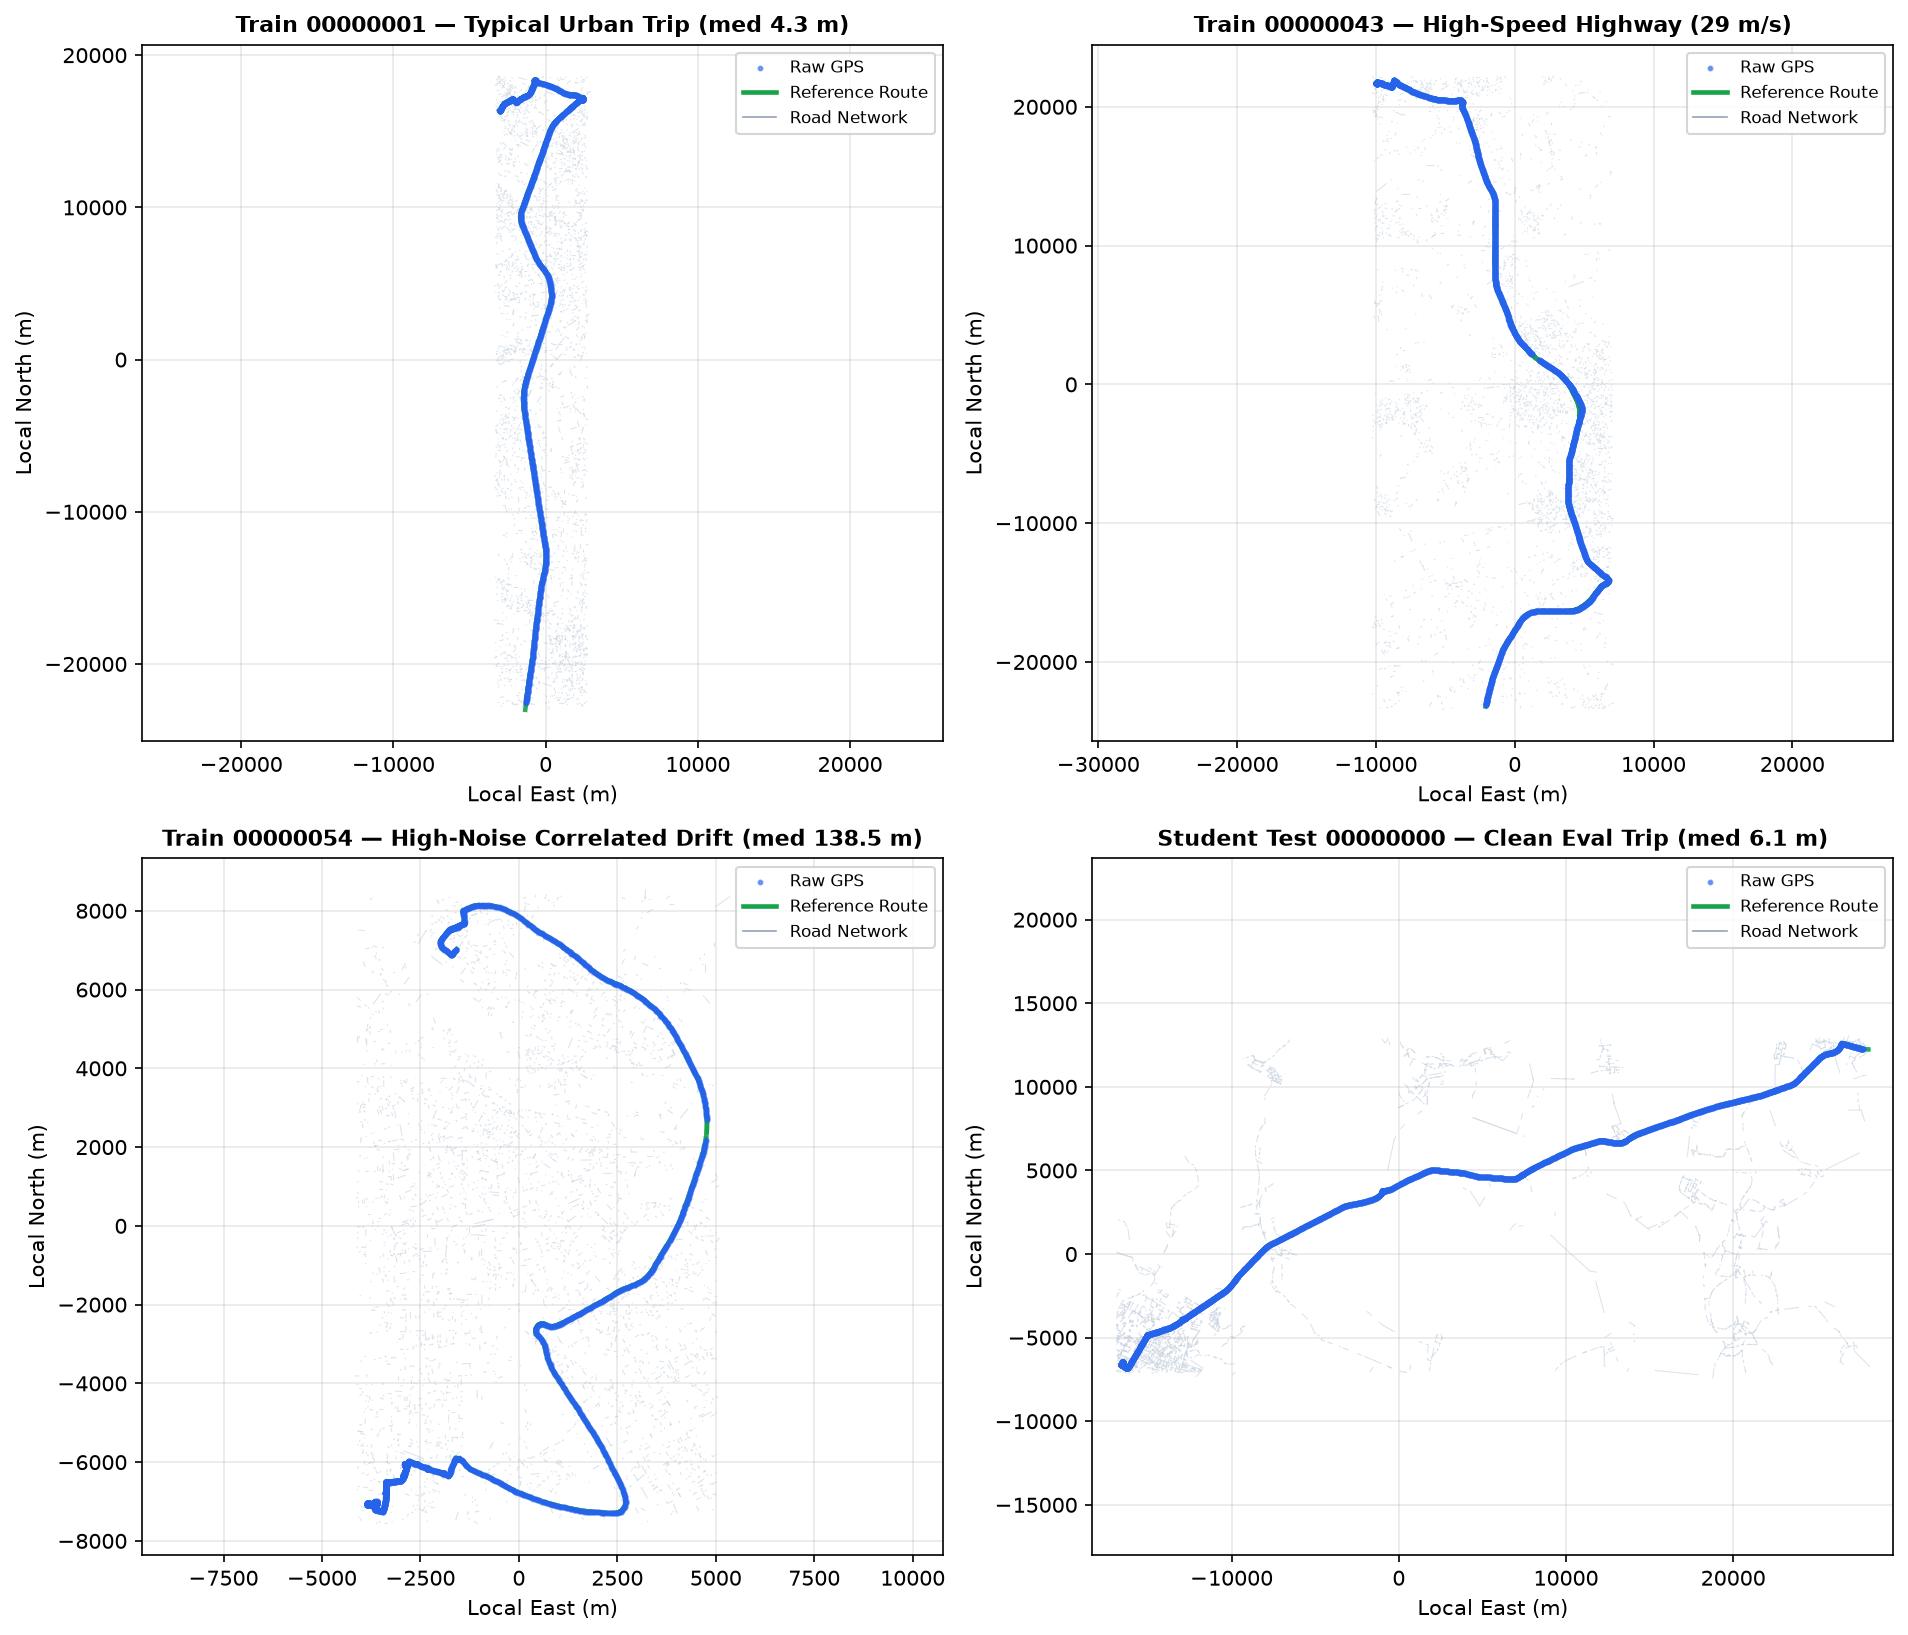 Train 00000001 — Typical Urban Trip (med 4.3 m)
Raw GPS
Reference Route
Road Network
20000
10000
0
−10000
−20000
Local North (m)
−20000
−10000
0
10000
20000
Local East (m)
Train 00000043 — High-Speed Highway (29 m/s)
Raw GPS
Reference Route
Road Network
20000
10000
0
−10000
−20000
Local North (m)
−30000
−20000
−10000
0
10000
20000
Local East (m)
Train 00000054 — High-Noise Correlated Drift (med 138.5 m)
Raw GPS
Reference Route
Road Network
8000
6000
4000
2000
0
−2000
−4000
−6000
−8000
Local North (m)
−7500
−5000
−2500
0
2500
5000
7500
10000
Local East (m)
Student Test 00000000 — Clean Eval Trip (med 6.1 m)
Raw GPS
Reference Route
Road Network
20000
15000
10000
5000
0
−5000
−10000
−15000
Local North (m)
−10000
0
10000
20000
Local East (m)